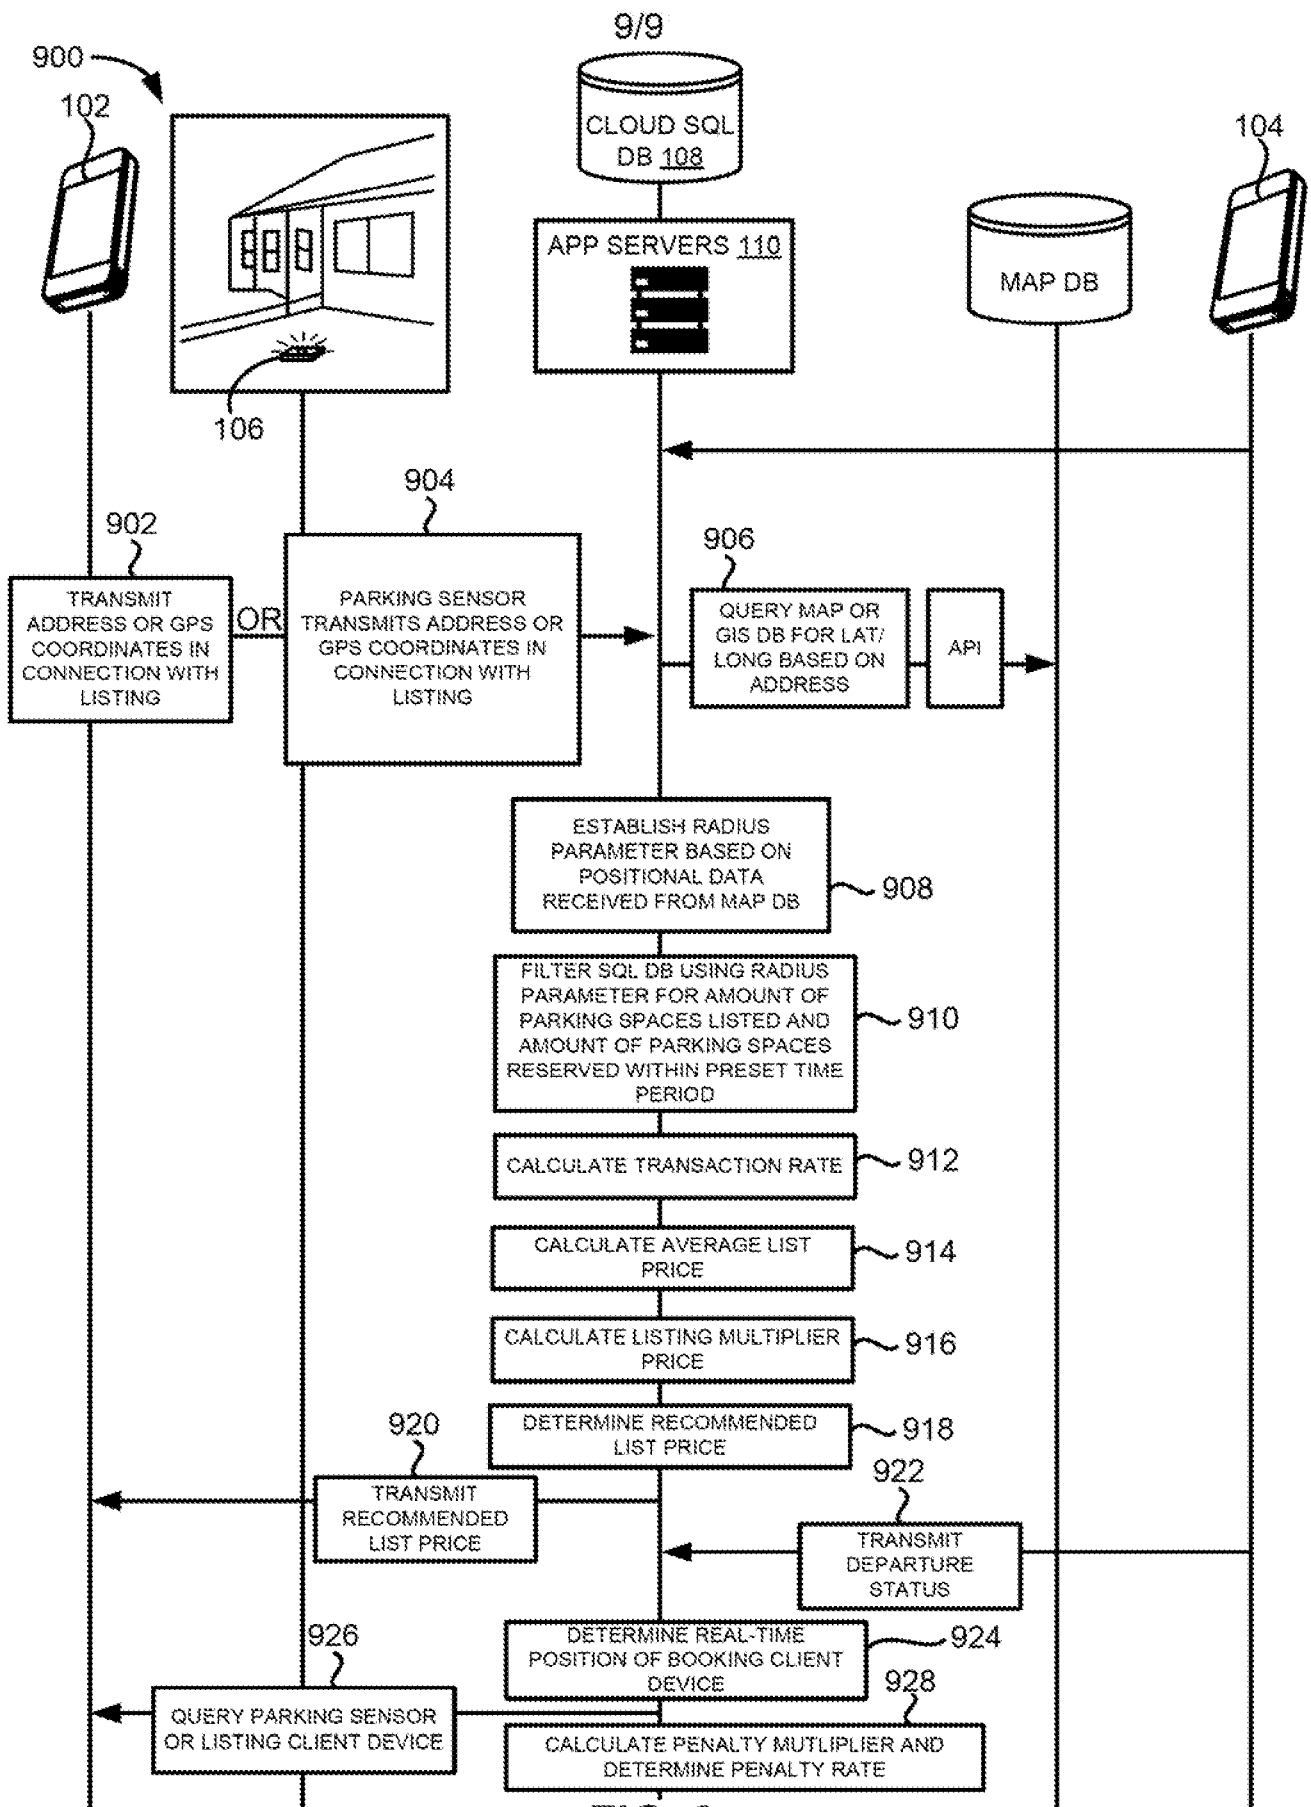 9/9
900
102
CLOUD SQL
DB 108
104
APP SERVERS 110
MAP DB
106
904
902
906
TRANSMIT
ADDRESS OR GPS
COORDINATES IN
CONNECTION WITH
LISTING
OR
PARKING SENSOR
TRANSMITS ADDRESS OR
GPS COORDINATES IN
CONNECTION WITH
LISTING
QUERY MAP OR
GIS DB FOR LAT/
LONG BASED ON
ADDRESS
API
ESTABLISH RADIUS
PARAMETER BASED ON
POSITIONAL DATA
RECEIVED FROM MAP DB
908
FILTER SQL DB USING RADIUS
PARAMETER FOR AMOUNT OF
PARKING SPACES LISTED AND
AMOUNT OF PARKING SPACES
RESERVED WITHIN PRESET TIME
PERIOD
910
CALCULATE TRANSACTION RATE
912
CALCULATE AVERAGE LIST
PRICE
914
CALCULATE LISTING MULTIPLIER
PRICE
916
DETERMINE RECOMMENDED
LIST PRICE
918
920
TRANSMIT
RECOMMENDED
LIST PRICE
922
TRANSMIT
DEPARTURE
STATUS
DETERMINE REAL-TIME
POSITION OF BOOKING CLIENT
DEVICE
924
926
QUERY PARKING SENSOR
OR LISTING CLIENT DEVICE
928
CALCULATE PENALTY MUTLIPLIER AND
DETERMINE PENALTY RATE